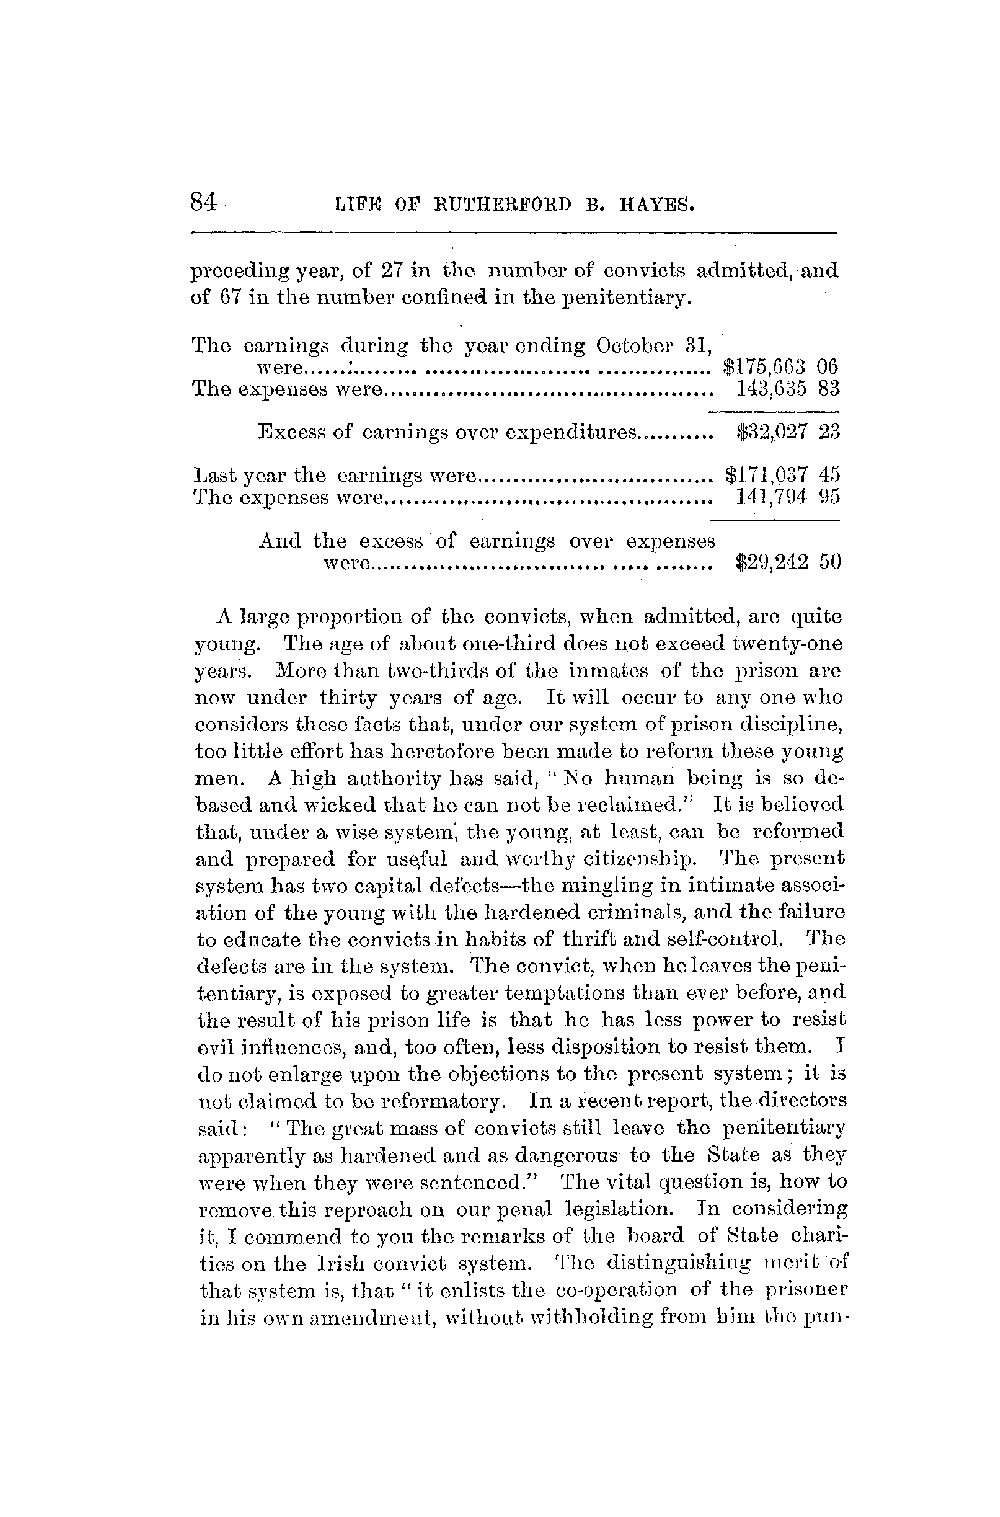 84 LIFE OF RUTHERFORD B. HAYES.
preceding year, of 27 in the number of convicts admitted, and
of 67 in the number confined in the penitentiary.
The earnings during the year ending October 31,
were........................................................ $175,663 06
The expenses were.............................................. 143,635 83
Excess of earnings over expenditures........... $32,027 23
Last year the earnings were................................. $171,037 45
The expenses were.............................................. 141,794 95
And the excess of earnings over expenses
were............................................... $29,242 50
A large proportion of the convicts, when admitted, are quite
young. The age of about one-third does not exceed twenty-one
years. More than two-thirds of the inmates of the prison are
now under thirty years of age. It will occur to any one who
considers these facts that, under our system of prison discipline,
too little effort has heretofore been made to reform these young
men. A high authority has said, "No human being is so de-
based and wicked that he can not be reclaimed." It is believed
that, under a wise system, the young, at least, can be reformed
and prepared for useful and worthy citizenship. The present
system has two capital defects—the mingling in intimate associ-
ation of the young with the hardened criminals, and the failure
to educate the convicts in habits of thrift and self-control. The
defects are in the system. The convict, when he leaves the peni-
tentiary, is exposed to greater temptations than ever before, and
the result of his prison life is that he has less power to resist
evil influences, and, too often, less disposition to resist them. I
do not enlarge upon the objections to the present system; it is
not claimed to be reformatory. In a recent report, the directors
said: "The great mass of convicts still leave the penitentiary
apparently as hardened and as dangerous to the State as they
were when they were sentenced." The vital question is, how to
remove this reproach on our penal legislation. In considering
it, I commend to you the remarks of the board of State chari-
ties on the Irish convict system. The distinguishing merit of
that system is, that "it enlists the co-operation of the prisoner
in his own amendment, without withholding from him the pun-